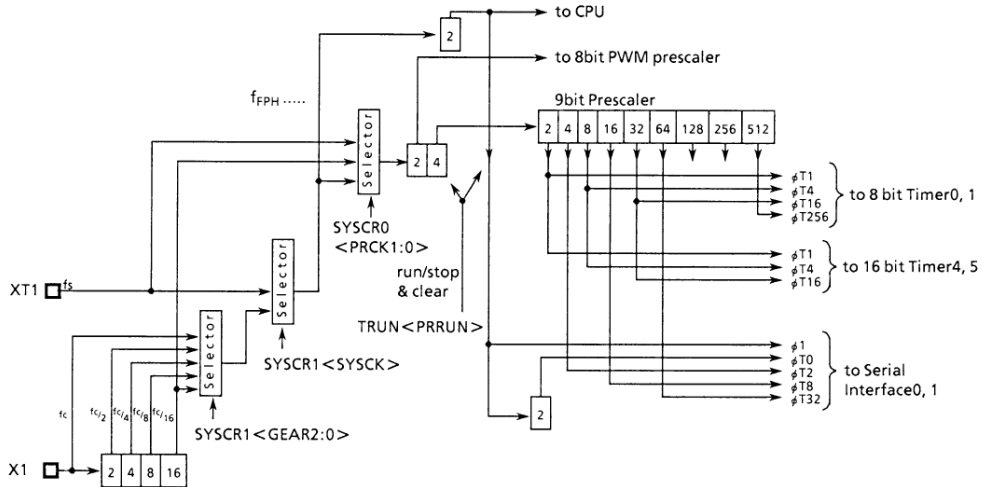 to CPU
2
to 8bit PWM prescaler
fFPH .....
9bit Prescaler
2 4 8 16 32 64 128 256 512
Selector
2 4
φT1
φT4
φT16
φT256
to 8 bit Timer0, 1
SYSCR0
<PRCK1:0>
run/stop
& clear
TRUN<PRRUN>
φT1
φT4
φT16
to 16 bit Timer4, 5
XT1
fs
Selector
SYSCR1<SYSCK>
Selector
SYSCR1<GEAR2:0>
φ1
φT0
φT2
φT8
φT32
to Serial
Interface0, 1
2
fc
fc/2
fc/4
fc/8
fc/16
X1
2 4 8 16